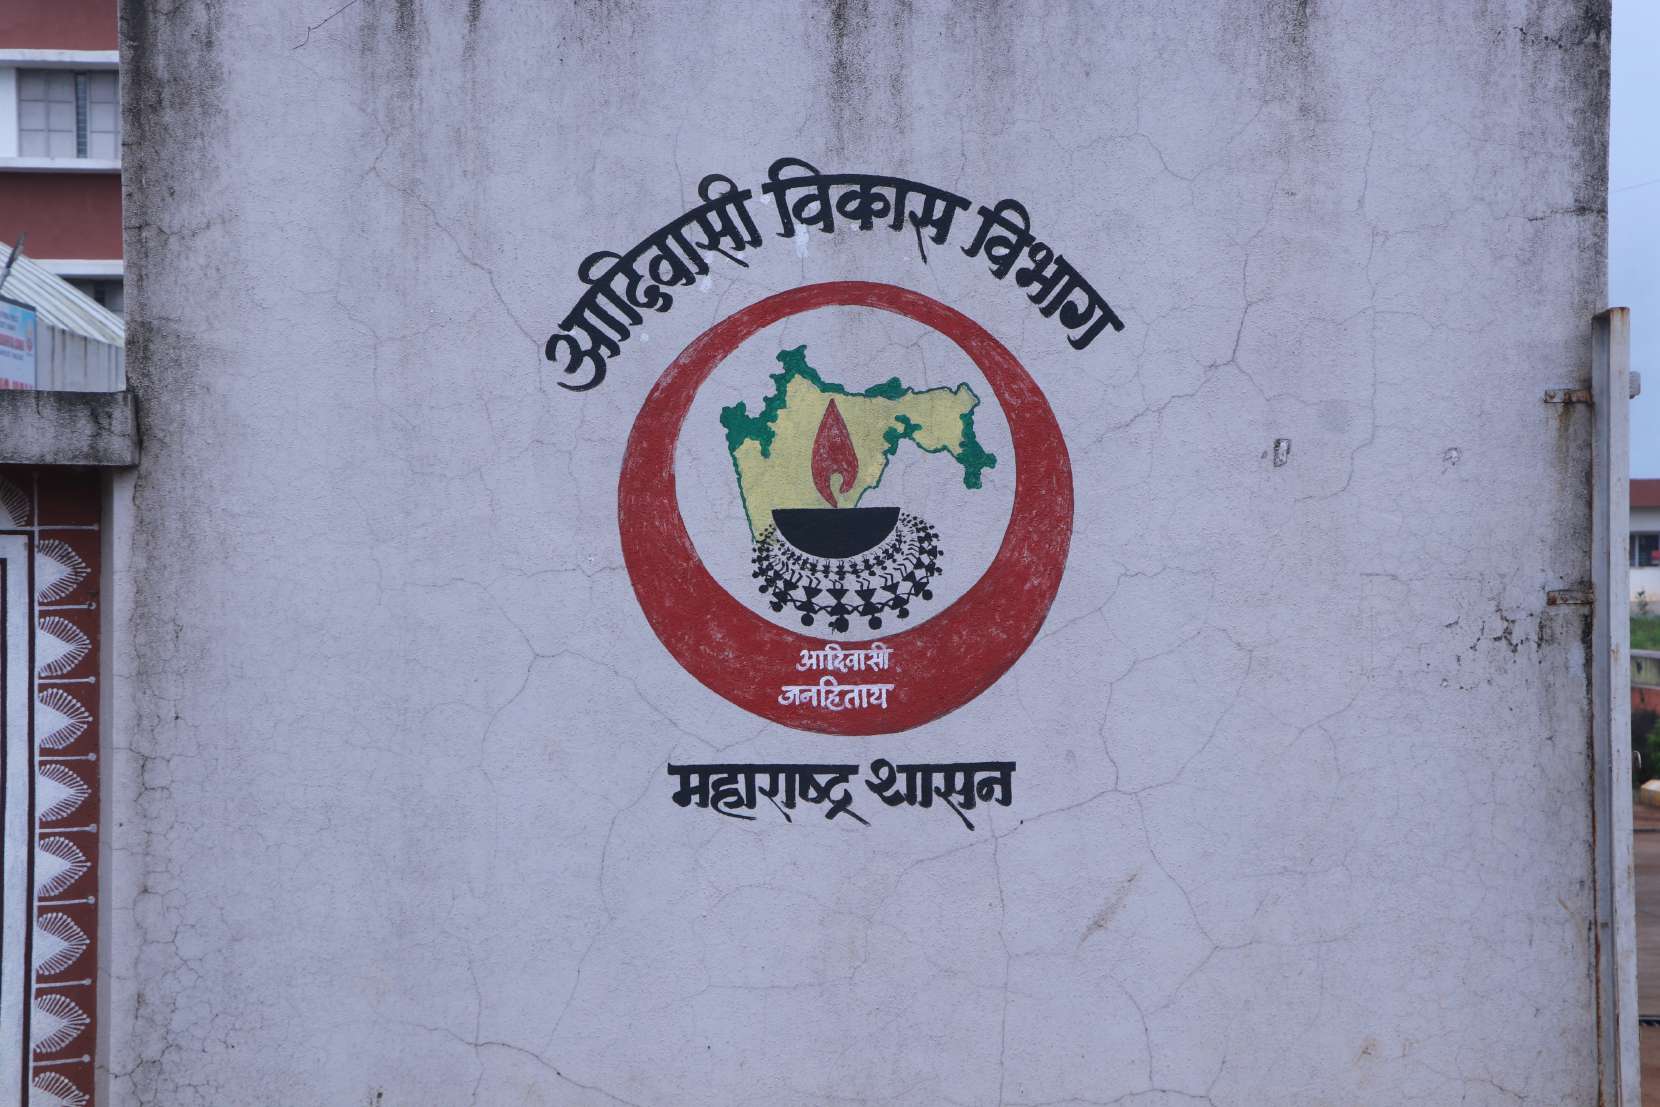 आदिवासी विकास विभाग
आदिवासी
जनहिताय
महाराष्ट्र शासन